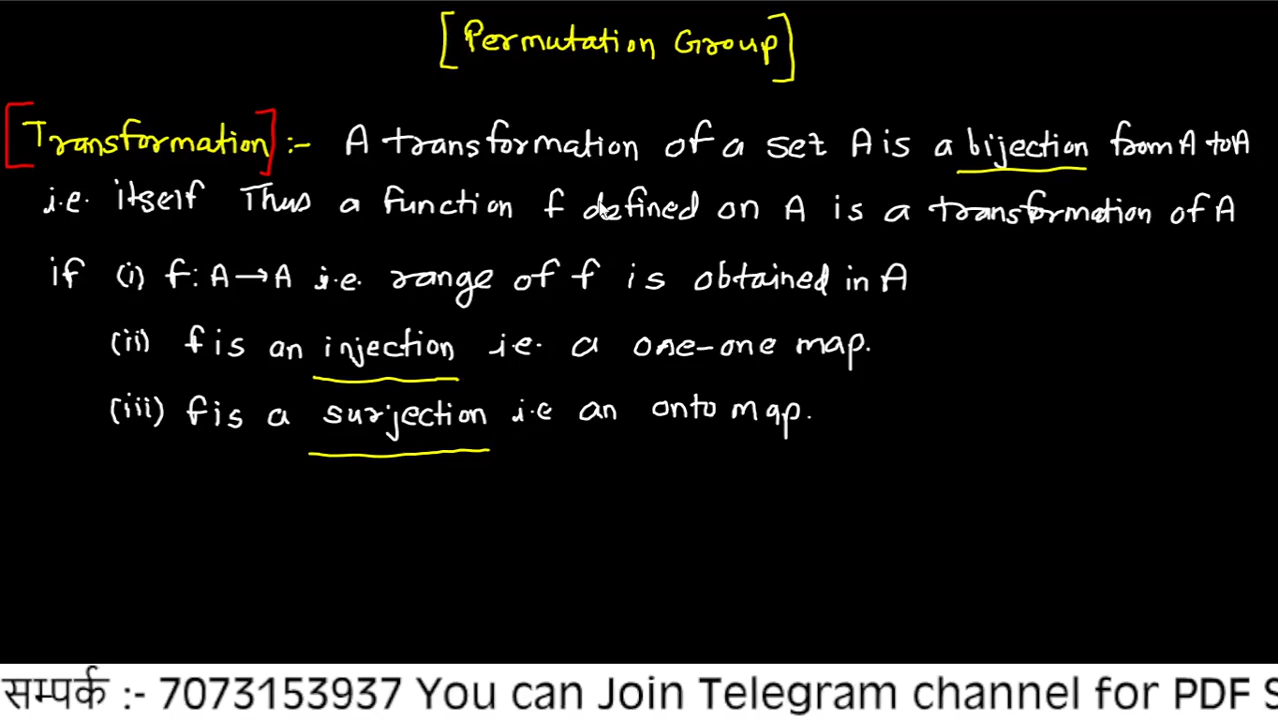 [Permutation Group]
[Transformation] :- A transformation of a set A is a bijection from A to A
i.e. itself Thus a function f defined on A is a transformation of A
if (i) f: A → A i.e. range of f is obtained in A
(ii) f is an injection i.e. a one-one map.
(iii) f is a surjection i.e an onto map.
सम्पर्क :- 7073153937 You can Join Telegram channel for PDF S